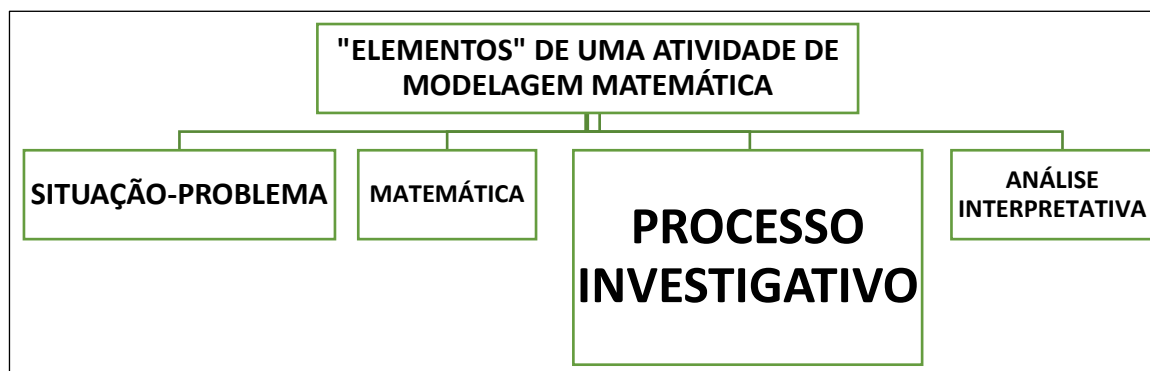 "ELEMENTOS" DE UMA ATIVIDADE DE
MODELAGEM MATEMÁTICA
SITUAÇÃO-PROBLEMA
MATEMÁTICA
PROCESSO
INVESTIGATIVO
ANÁLISE
INTERPRETATIVA